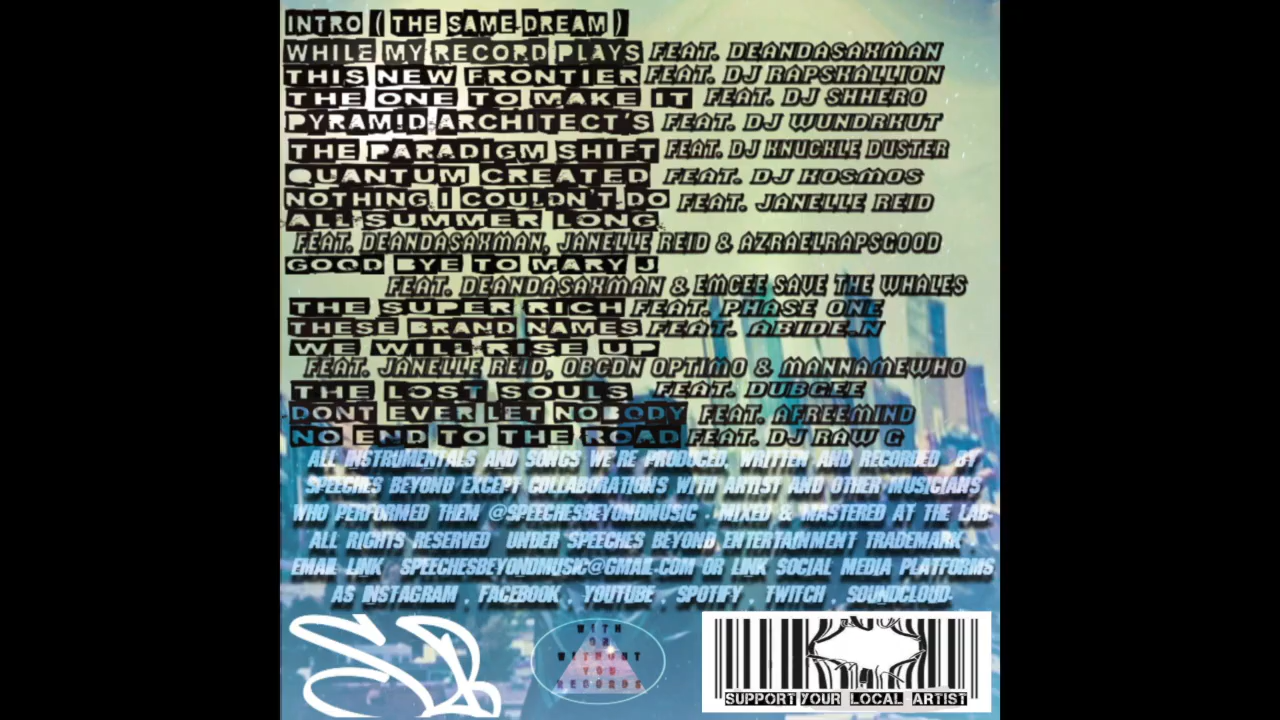 INTRO ( THE SAME DREAM )
WHILE MY RECORD PLAYS FEAT. DEANDASAXMAN
THIS NEW FRONTIER FEAT. DJ RAPSKALLION
THE ONE TO MAKE IT FEAT. DJ SHHERO
PYRAMID ARCHITECT'S FEAT. DJ WUNDRKUT
THE PARADIGM SHIFT FEAT. DJ KNUCKLE DUSTER
QUANTUM CREATED FEAT. DJ KOSMOS
NOTHING I COULDN'T DO FEAT. JANELLE REID
ALL SUMMER LONG
FEAT. DEANDASAXMAN, JANELLE REID & AZRAELRAPSGOOD
GOOD BYE TO MARY J
FEAT. DEANDASAXMAN & EMCEE SAVE THE WHALES
THE SUPER RICH FEAT. PHASE ONE
THESE BRAND NAMES FEAT. ABIDE.N
WE WILL RISE UP
FEAT. JANELLE REID, OBCDN OPTIMO & MANNAMEWHO
THE LOST SOULS FEAT. DUBGEE
DONT EVER LET NOBODY FEAT. AFREEMIND
NO END TO THE ROAD FEAT. DJ RAW G
ALL INSTRUMENTALS AND SONGS WE'RE PRODUCED, WRITTEN AND RECORDED BY
SPEECHES BEYOND EXCEPT COLLABORATIONS WITH ARTIST AND OTHER MUSICIANS
WHO PERFORMED THEM @SPEECHESBEYONDMUSIC . MIXED & MASTERED AT THE LAB
ALL RIGHTS RESERVED UNDER SPEECHES BEYOND ENTERTAINMENT TRADEMARK .
EMAIL LINK SPEECHESBEYONDMUSIC@GMAIL.COM OR LINK SOCIAL MEDIA PLATFORMS
AS INSTAGRAM , FACEBOOK , YOUTUBE , SPOTIFY , TWITCH , SOUNDCLOUD.
SB
WITH
OR
WITHOUT
YOU
RECORDS
SUPPORT YOUR LOCAL ARTIST